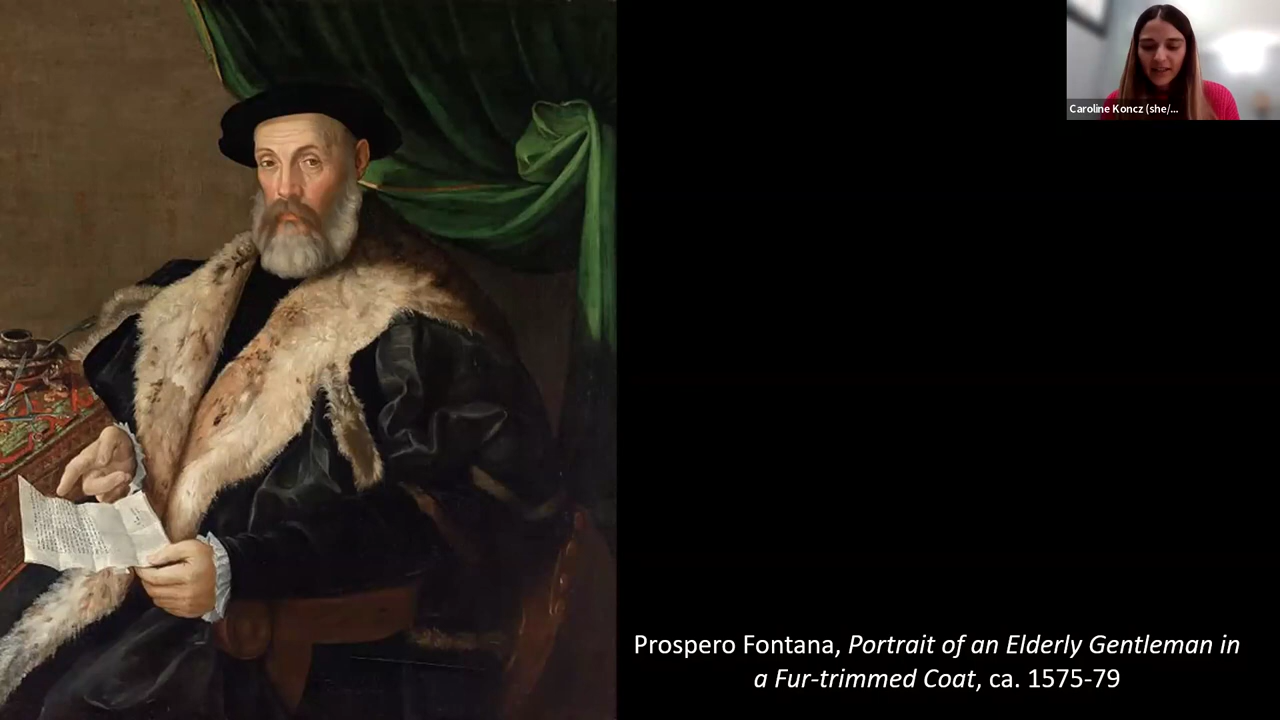 Caroline Koncz (she/...
Prospero Fontana, Portrait of an Elderly Gentleman in
a Fur-trimmed Coat, ca. 1575-79